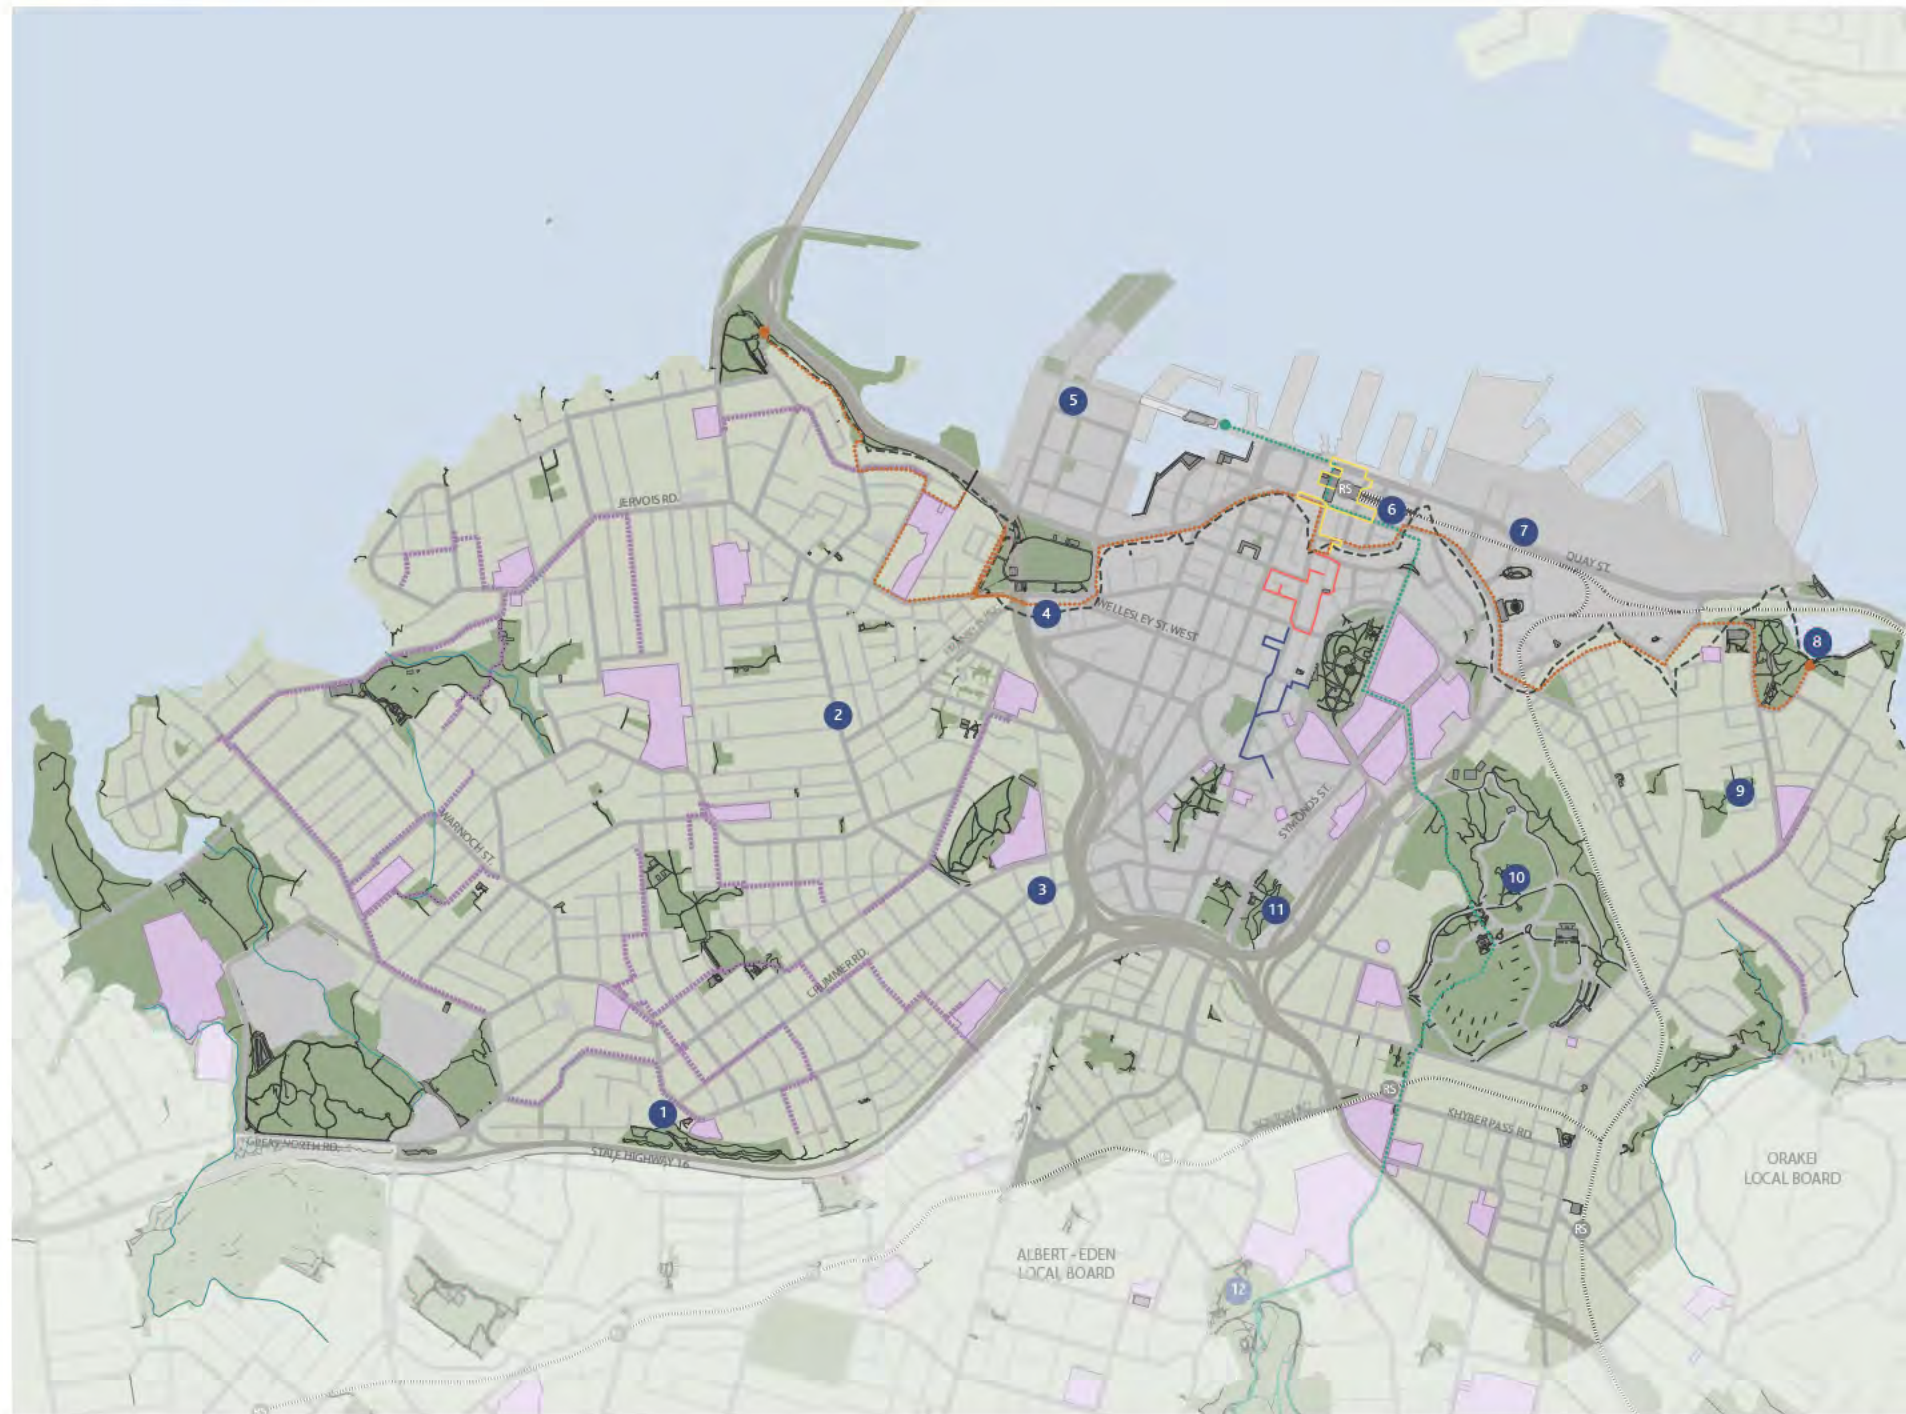 5
RS
6
7
JERVOIS RD.
QUAY ST.
4
WELLESLEY ST. WEST
8
2
9
WARNOCH ST.
SYMONDS ST.
10
3
11
CRUMMER RD.
RS
1
KHYBER PASS RD.
GREAT NORTH RD.
STATE HIGHWAY 16
ORAKEI
LOCAL BOARD
RS
ALBERT - EDEN
LOCAL BOARD
12